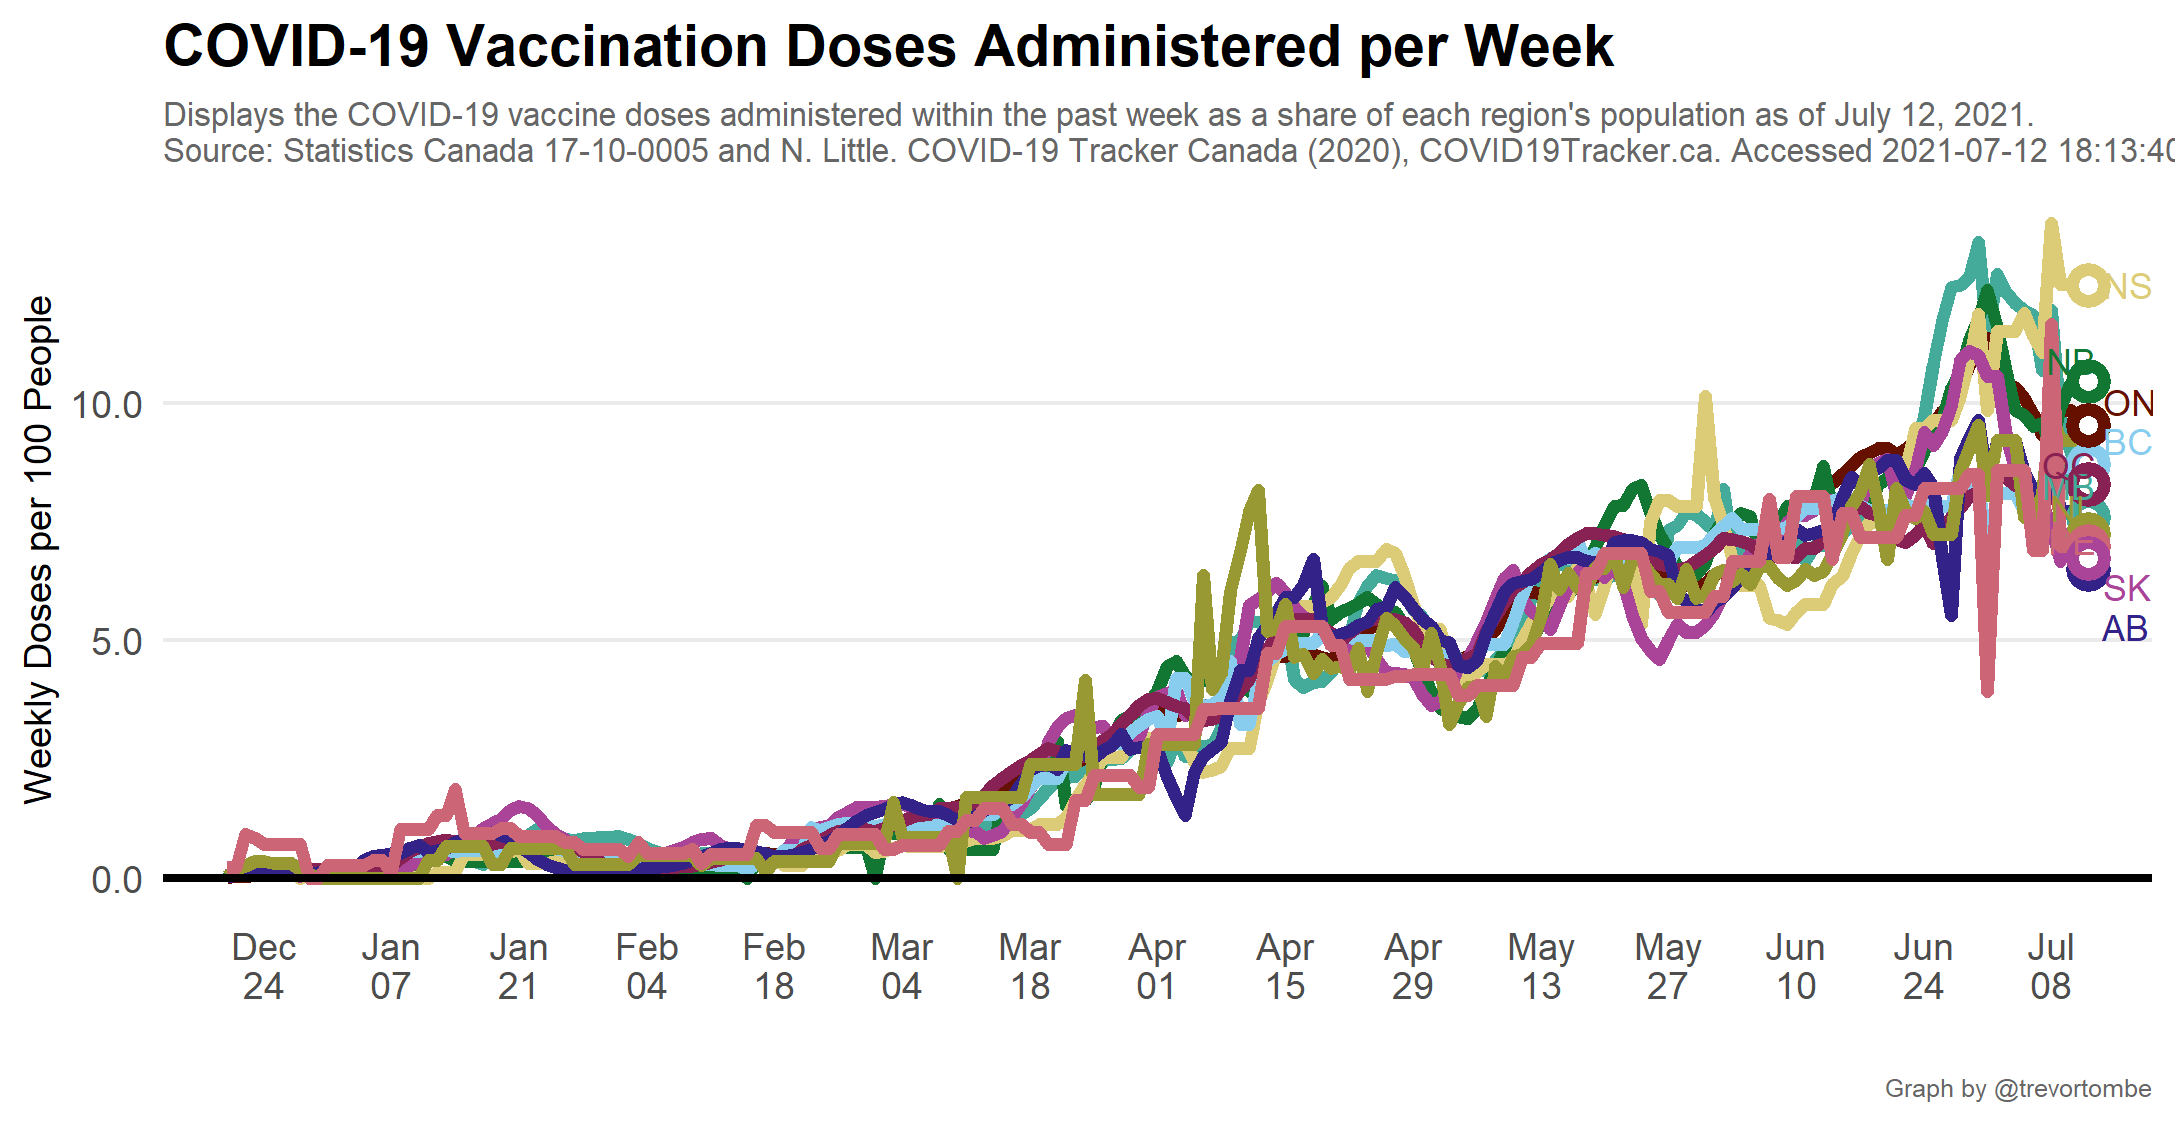 COVID-19 Vaccination Doses Administered per Week
Displays the COVID-19 vaccine doses administered within the past week as a share of each region's population as of July 12, 2021.
Source: Statistics Canada 17-10-0005 and N. Little. COVID-19 Tracker Canada (2020), COVID19Tracker.ca. Accessed 2021-07-12 18:13:40
Weekly Doses per 100 People
10.0
5.0
0.0
NS
NB
ON
BC
QC
MB
SK
AB
Dec Jan Jan Feb Feb Mar Mar Apr Apr Apr May May Jun Jun Jul
24 07 21 04 18 04 18 01 15 29 13 27 10 24 08
Graph by @trevortombe